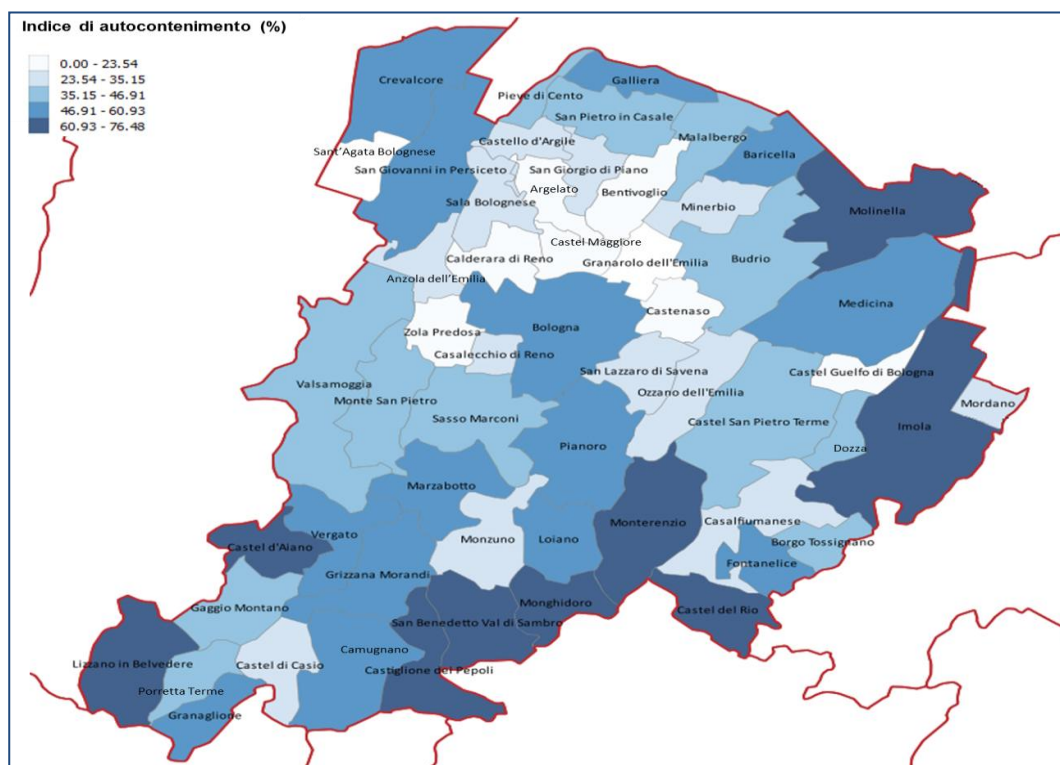 Indice di autocontenimento (%)
0.00 - 23.54
23.54 - 35.15
35.15 - 46.91
46.91 - 60.93
60.93 - 76.48
Crevalcore
Galliera
Pieve di Cento
San Pietro in Casale
Malalbergo
Castello d'Argile
Baricella
Sant'Agata Bolognese
San Giovanni in Persiceto
San Giorgio di Piano
Argelato
Bentivoglio
Sala Bolognese
Minerbio
Molinella
Castel Maggiore
Calderara di Reno
Granarolo dell'Emilia
Budrio
Anzola dell'Emilia
Medicina
Castenaso
Zola Predosa
Bologna
Casalecchio di Reno
San Lazzaro di Savena
Castel Guelfo di Bologna
Valsamoggia
Ozzano dell'Emilia
Monte San Pietro
Mordano
Sasso Marconi
Castel San Pietro Terme
Imola
Pianoro
Dozza
Marzabotto
Monterenzio
Casalfiumanese
Vergato
Monzuno
Loiano
Borgo Tossignano
Castel d'Aiano
Fontanelice
Grizzana Morandi
Gaggio Montano
Monghidoro
Castel del Rio
San Benedetto Val di Sambro
Camugnano
Lizzano in Belvedere
Castel di Casio
Castiglione dei Pepoli
Porretta Terme
Granaglione